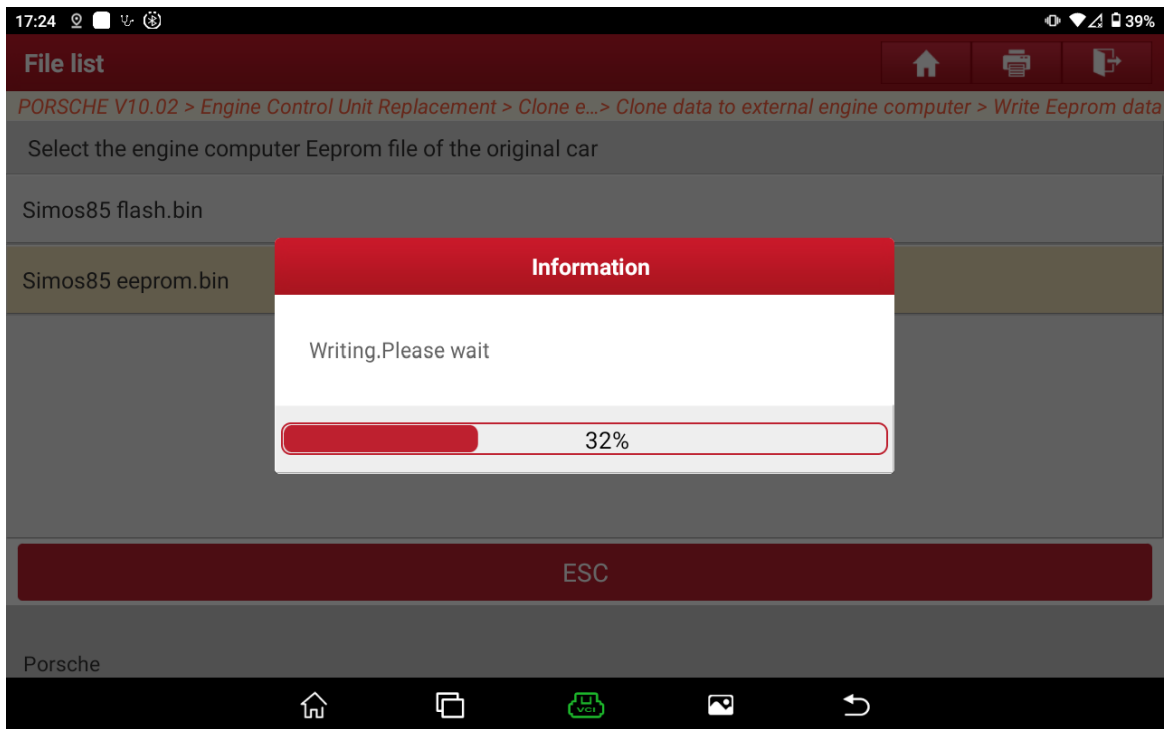 17:24 39%
File list
PORSCHE V10.02 > Engine Control Unit Replacement > Clone e...> Clone data to external engine computer > Write Eeprom data
Select the engine computer Eeprom file of the original car
Simos85 flash.bin
Simos85 eeprom.bin
Information
Writing.Please wait
32%
ESC
Porsche
VCI